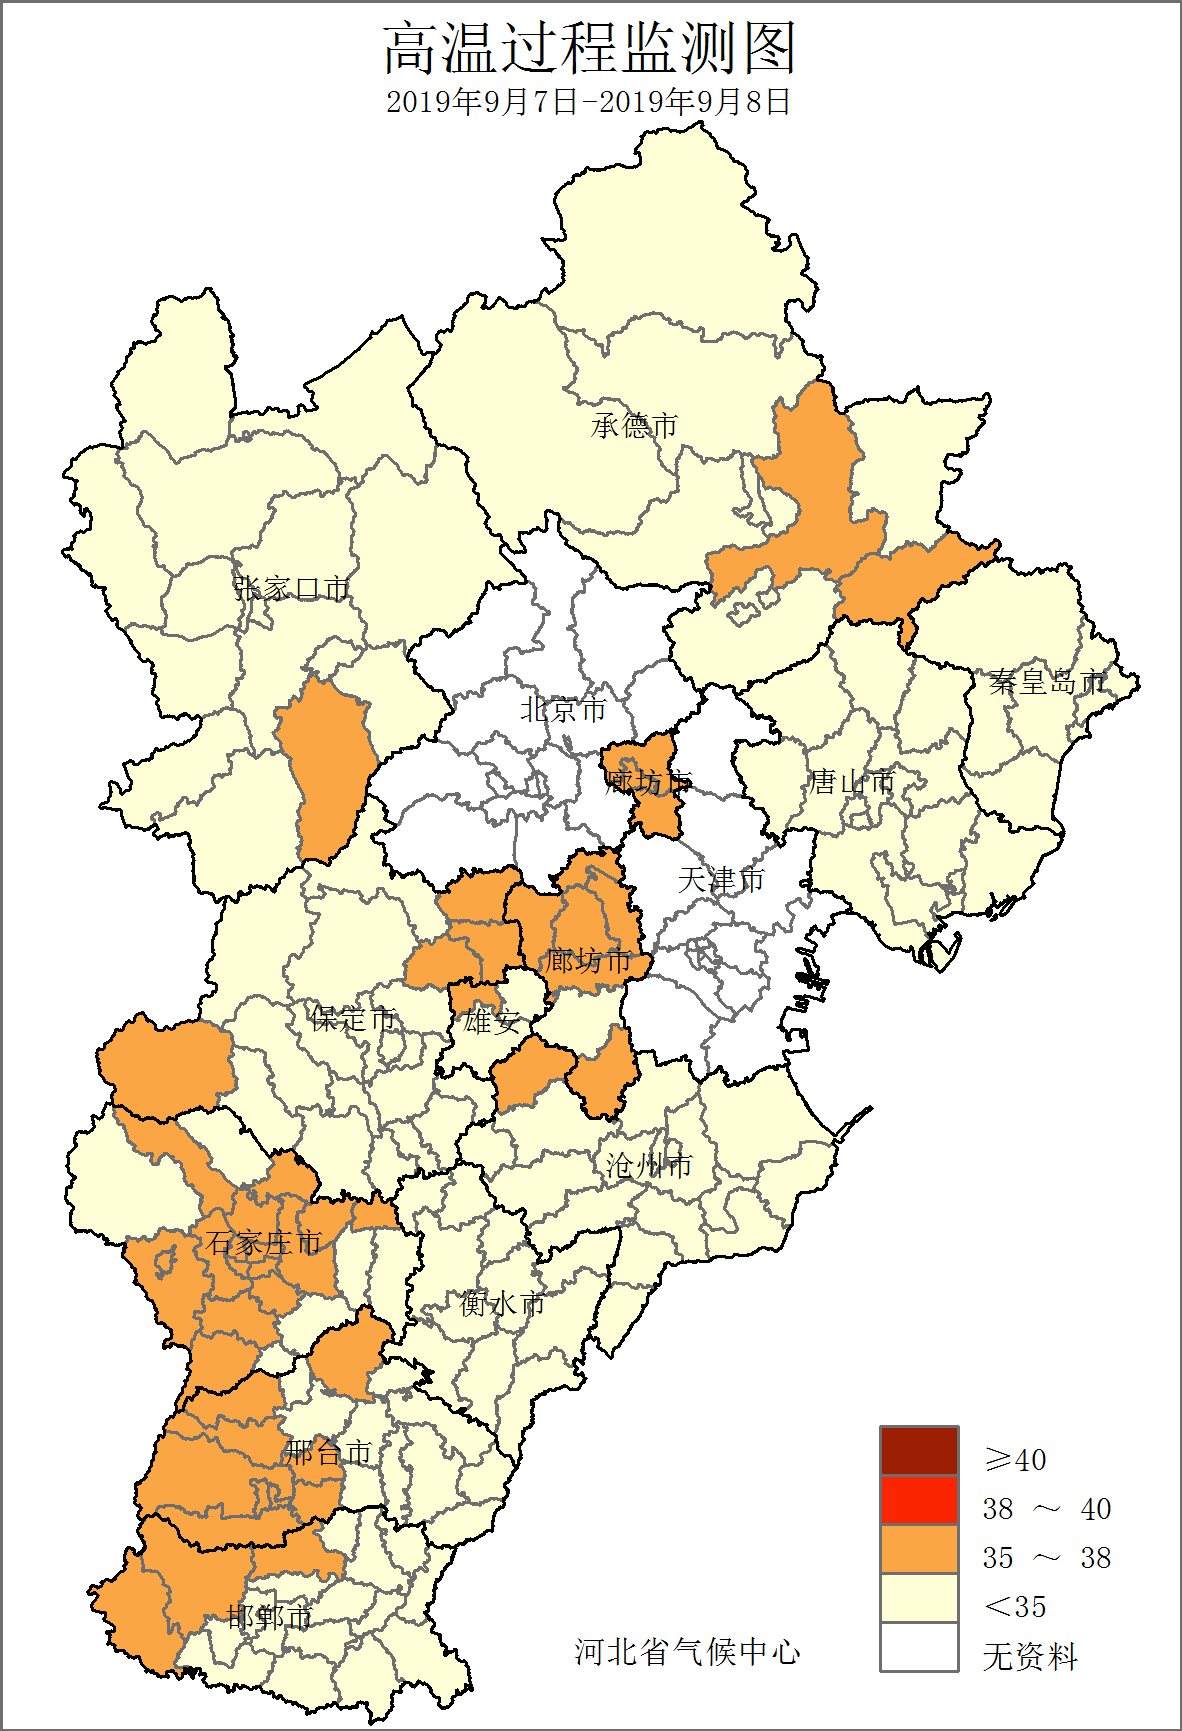 高温过程监测图
2019年9月7日-2019年9月8日
承德市
张家口市
秦皇岛市
北京市
廊坊市
唐山市
天津市
廊坊市
保定市
雄安
沧州市
石家庄市
衡水市
邢台市
邯郸市
≥40
38 ～ 40
35 ～ 38
＜35
无资料
河北省气候中心